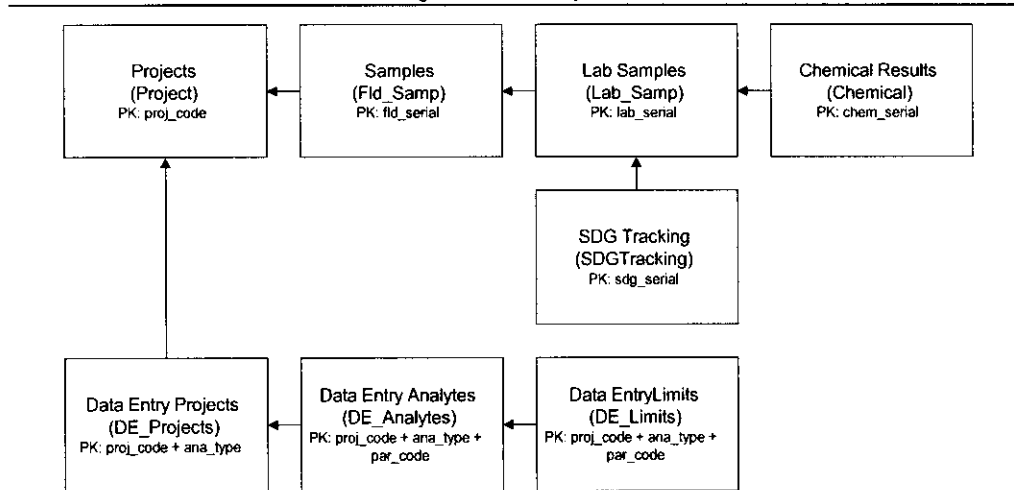 Projects
(Project)
PK: proj_code
Samples
(Fld_Samp)
PK: fld_serial
Lab Samples
(Lab_Samp)
PK: lab_serial
Chemical Results
(Chemical)
PK: chem_serial
SDG Tracking
(SDGTracking)
PK: sdg_serial
Data Entry Projects
(DE_Projects)
PK: proj_code + ana_type
Data Entry Analytes
(DE_Analytes)
PK: proj_code + ana_type +
par_code
Data EntryLimits
(DE_Limits)
PK: proj_code + ana_type +
par_code